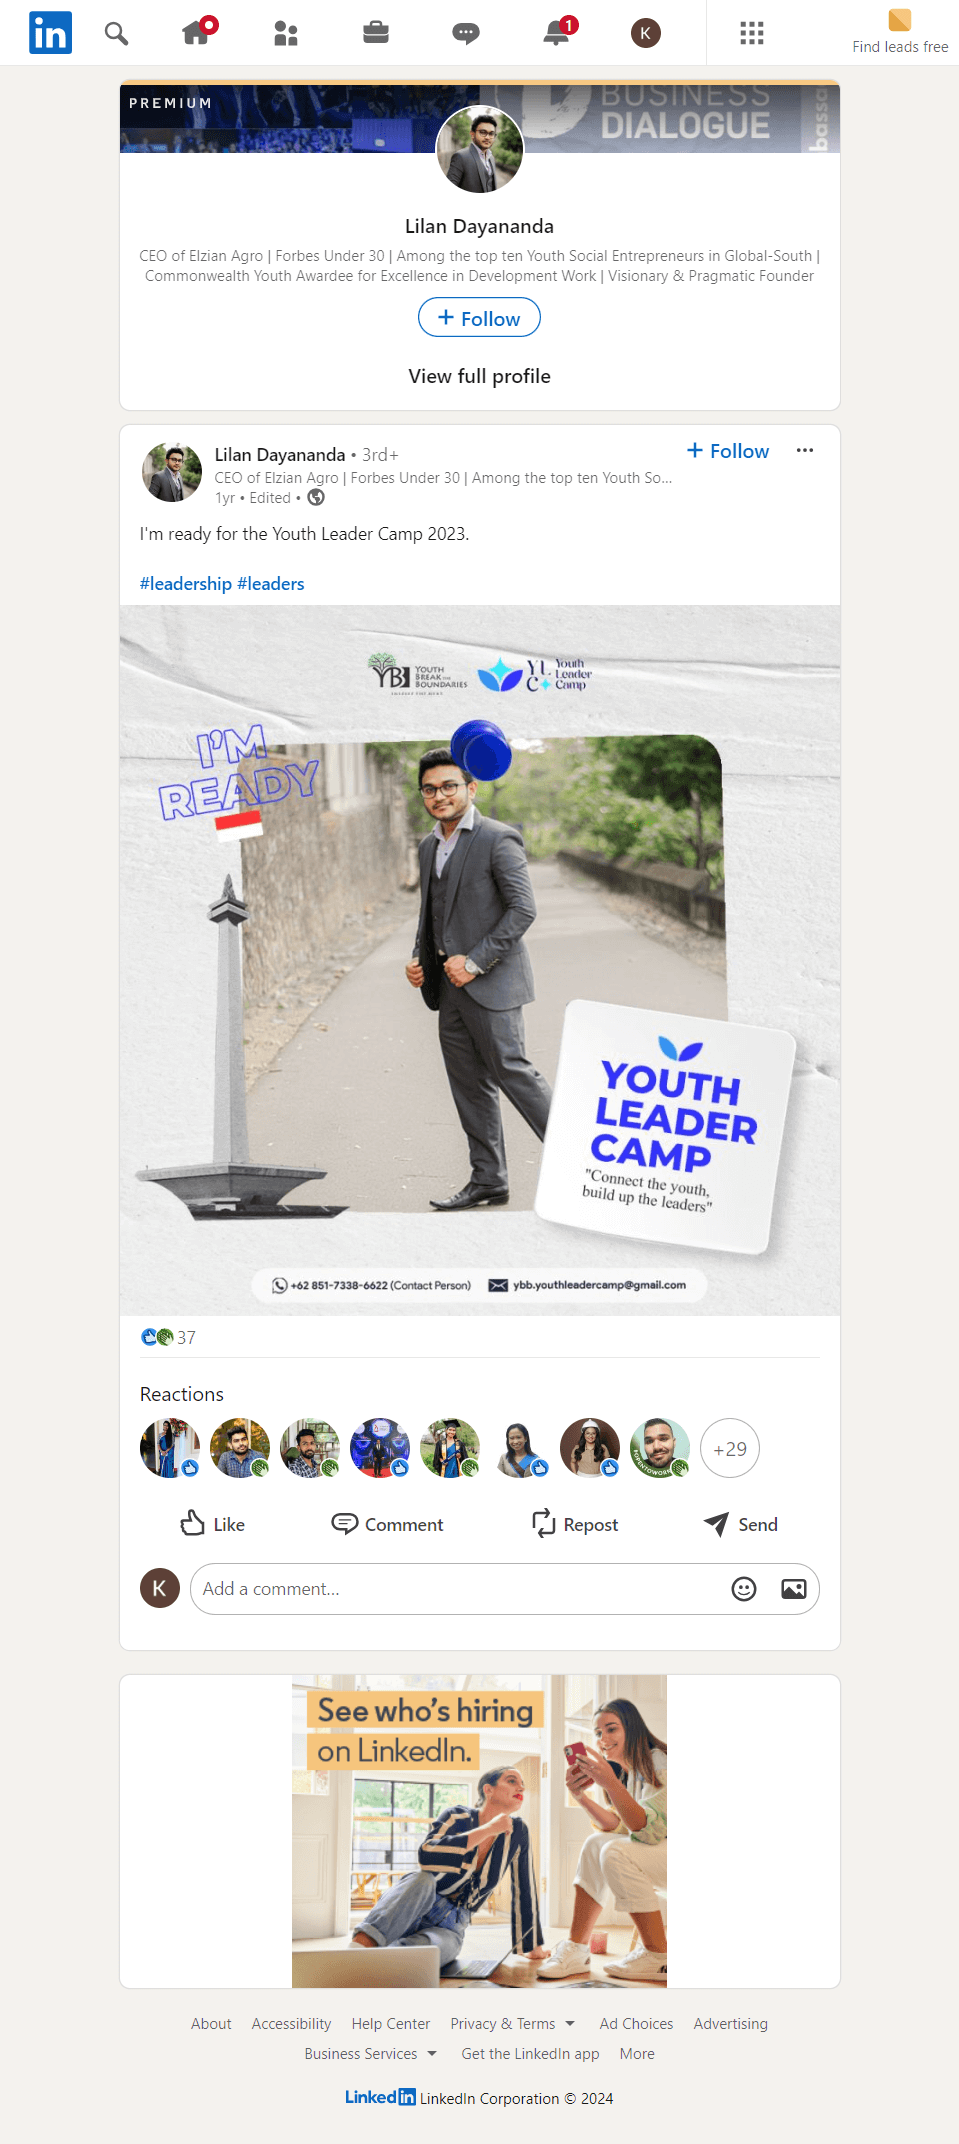 in
1
K
Find leads free
PREMIUM
BUSINESS
DIALOGUE
bassa
Lilan Dayananda
CEO of Elzian Agro | Forbes Under 30 | Among the top ten Youth Social Entrepreneurs in Global-South |
Commonwealth Youth Awardee for Excellence in Development Work | Visionary & Pragmatic Founder
+ Follow
View full profile
Lilan Dayananda • 3rd+
+ Follow
CEO of Elzian Agro | Forbes Under 30 | Among the top ten Youth So...
1yr • Edited •
I'm ready for the Youth Leader Camp 2023.
#leadership #leaders
YBB YOUTH
BREAK THE
BOUNDARIES
YLC Youth
Leader
Camp
I'M
READY
YOUTH
LEADER
CAMP
"Connect the youth,
build up the leaders"
+62 851-7338-6622 (Contact Person)
ybb.youthleadercamp@gmail.com
37
Reactions
+29
Like
Comment
Repost
Send
K
Add a comment...
See who's hiring
on LinkedIn.
About Accessibility Help Center Privacy & Terms Ad Choices Advertising
Business Services Get the LinkedIn app More
LinkedIn LinkedIn Corporation © 2024